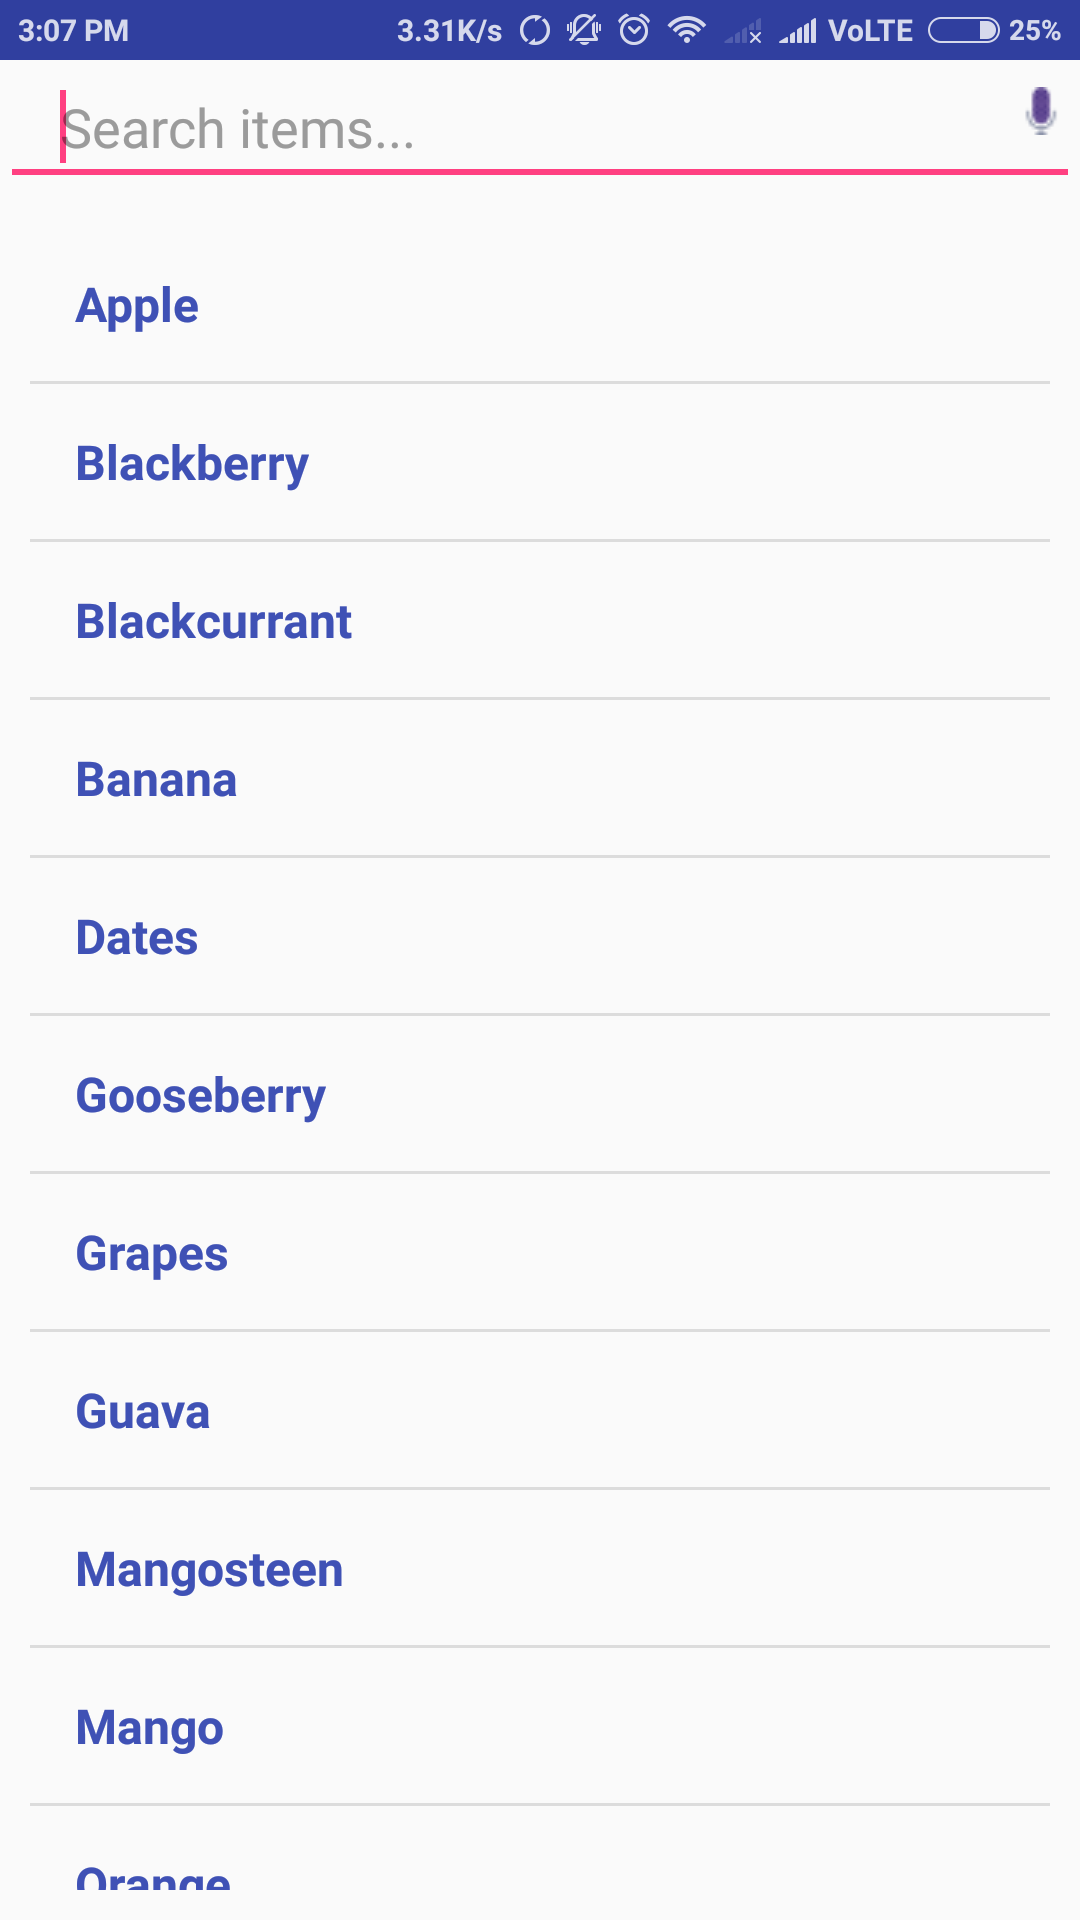 3:07 PM 3.31K/s VoLTE 25%
Search items...
Apple
Blackberry
Blackcurrant
Banana
Dates
Gooseberry
Grapes
Guava
Mangosteen
Mango
Orange